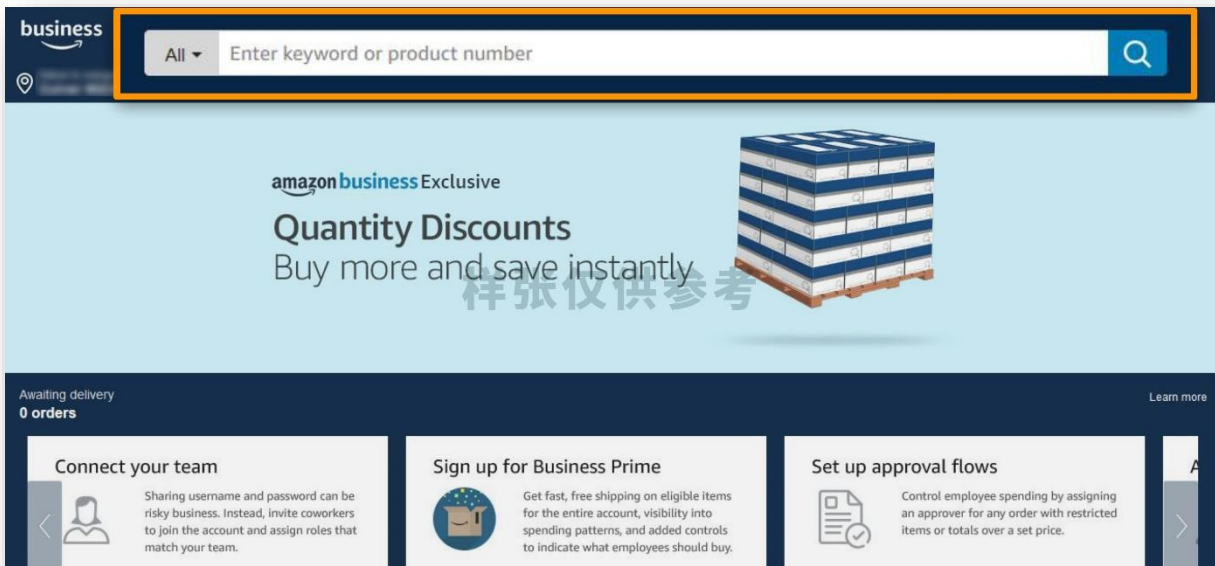 business
All
Enter keyword or product number
amazon business Exclusive
Quantity Discounts
Buy more and save instantly
样张仅供参考
Awaiting delivery
0 orders
Learn more
Connect your team
Sharing username and password can be
risky business. Instead, invite coworkers
to join the account and assign roles that
match your team.
Sign up for Business Prime
Get fast, free shipping on eligible items
for the entire account, visibility into
spending patterns, and added controls
to indicate what employees should buy.
Set up approval flows
Control employee spending by assigning
an approver for any order with restricted
items or totals over a set price.
A